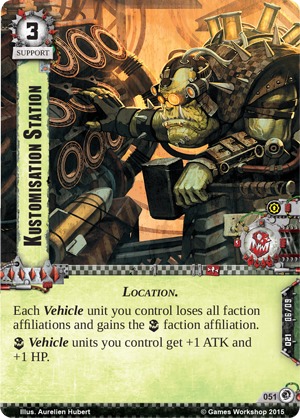 3
SUPPORT
KUSTOMISATION STATION
LOCATION.
Each Vehicle unit you control loses all faction
affiliations and gains the faction affiliation.
Vehicle units you control get +1 ATK and
+1 HP.
051
Illus. Aurelien Hubert
© Games Workshop 2015